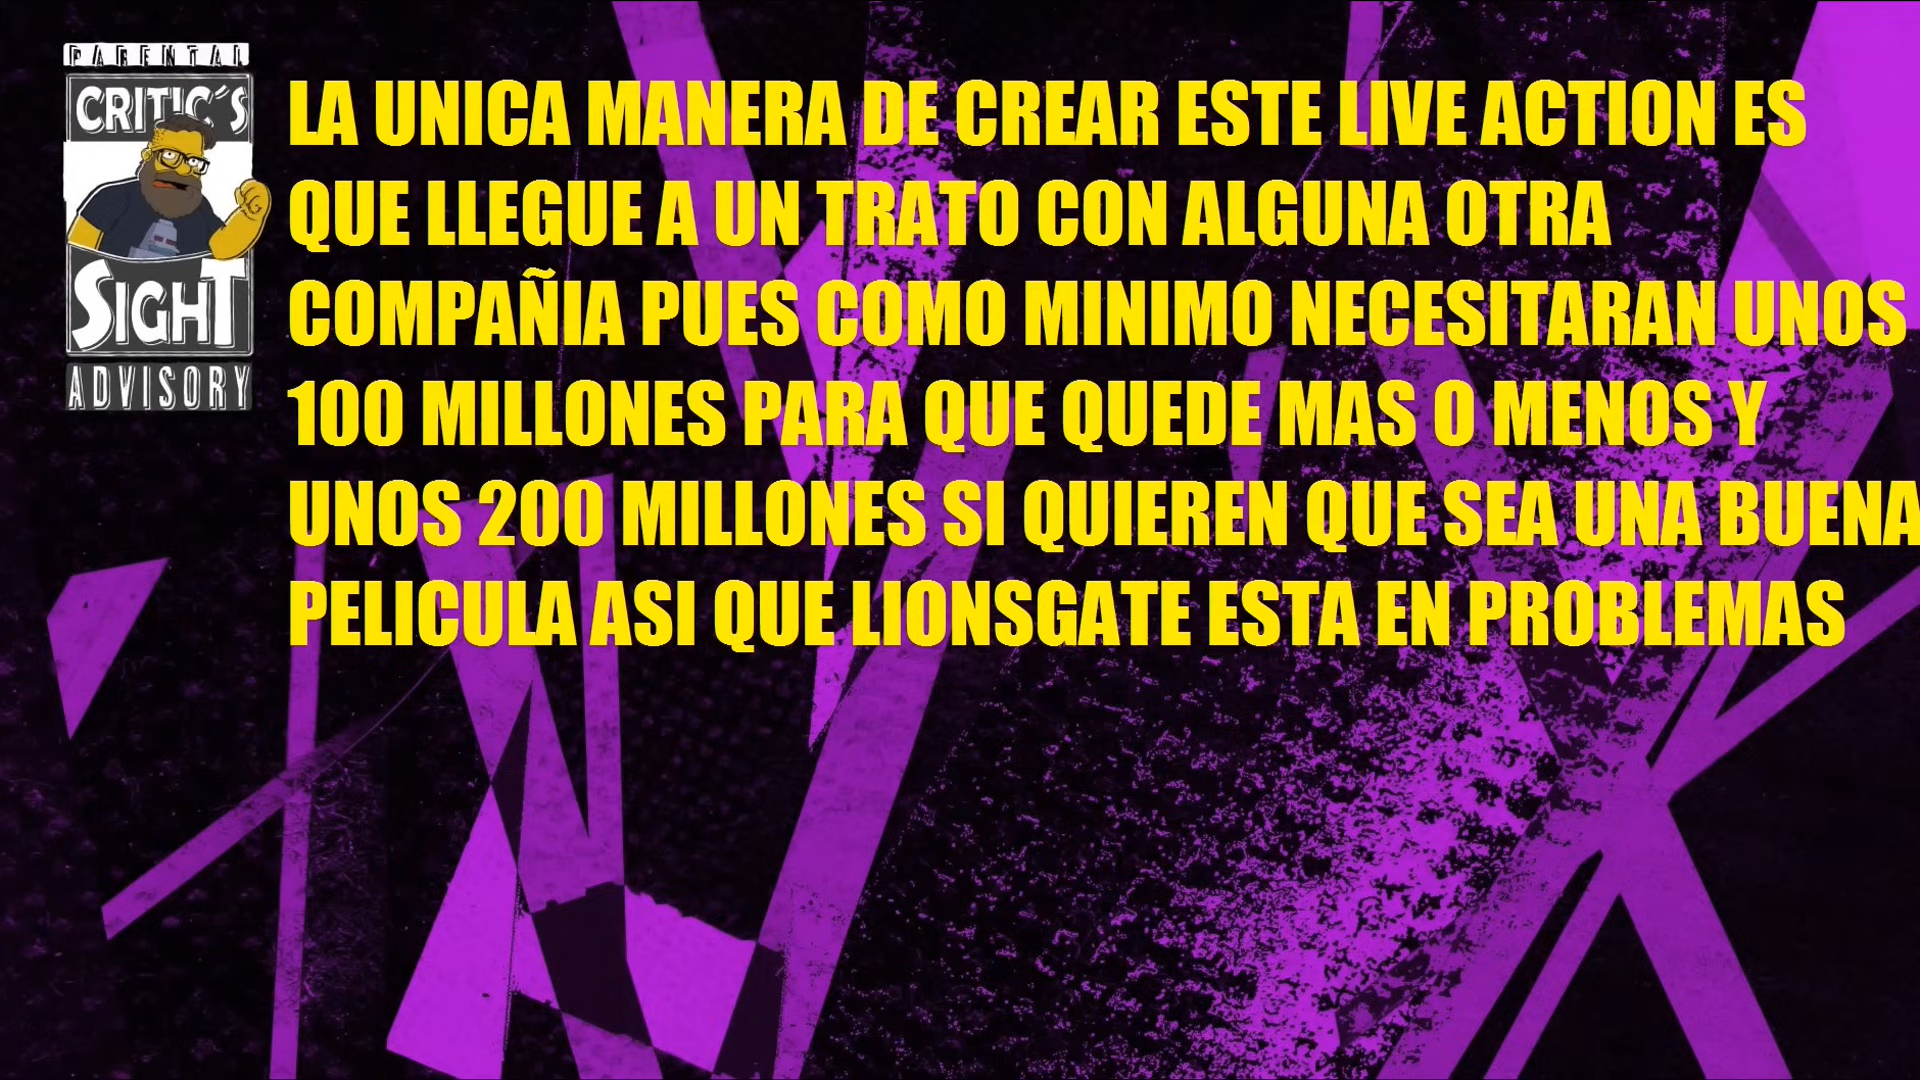 PARENTAL
CRITIC´S
SIGHT
ADVISORY
LA UNICA MANERA DE CREAR ESTE LIVE ACTION ES
QUE LLEGUE A UN TRATO CON ALGUNA OTRA
COMPAÑIA PUES COMO MINIMO NECESITARAN UNOS
100 MILLONES PARA QUE QUEDE MAS O MENOS Y
UNOS 200 MILLONES SI QUIEREN QUE SEA UNA BUENA
PELICULA ASI QUE LIONSGATE ESTA EN PROBLEMAS